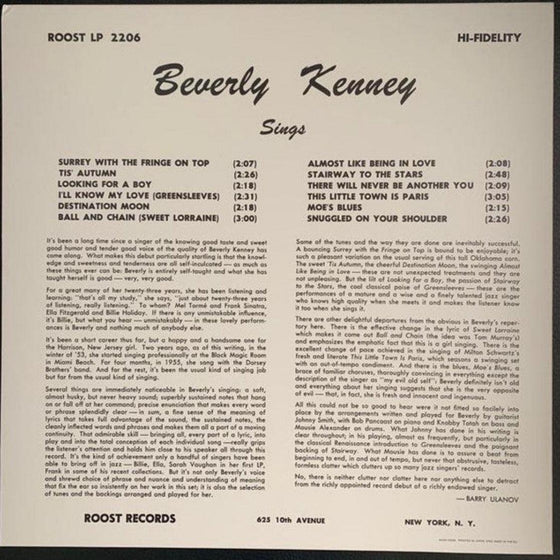 ROOST LP 2206
HI-FIDELITY
Beverly Kenney
Sings
SURREY WITH THE FRINGE ON TOP (2:07)
TIS' AUTUMN (2:26)
LOOKING FOR A BOY (2:18)
I'LL KNOW MY LOVE (GREENSLEEVES) (2:31)
DESTINATION MOON (2:18)
BALL AND CHAIN (SWEET LORRAINE) (3:00)
ALMOST LIKE BEING IN LOVE (2:08)
STAIRWAY TO THE STARS (2:48)
THERE WILL NEVER BE ANOTHER YOU (2:09)
THIS LITTLE TOWN IS PARIS (3:05)
MOE'S BLUES (2:15)
SNUGGLED ON YOUR SHOULDER (2:26)
It's been a long time since a singer of the knowing good taste and sweet
good humor and tender good voice of the quality of Beverly Kenney has
come along. What makes this debut particularly startling is that the knowl-
edge and sweetness and tenderness are all self-inculcated — as much as
these things ever can be: Beverly is entirely self-taught and what she has
taught herself is good — very, very good.
For a great many of her twenty-three years, she has been listening and
learning: "that's all my study," she says, "just about twenty-three years
of listening, really listening." To whom? Mel Tormé and Frank Sinatra,
Ella Fitzgerald and Billie Holiday. If there is any unmistakable influence,
it's Billie, but what you hear — unmistakably — in these lovely perform-
ances is Beverly and nothing much of anybody else.
It's been a short career thus far, but a happy and a handsome one for
the Harrison, New Jersey girl. Two years ago, as of this writing, in the
winter of '53, she started singing professionally at the Black Magic Room
in Miami Beach. For four months, in 1955, she sang with the Dorsey
Brothers' band. And for the rest, it's been the usual kind of singing job
but far from the usual kind of singing.
Several things are immediately noticeable in Beverly's singing: a soft,
almost husky, but never heavy sound; superbly sustained notes that hang
on or fall off at her command; precise enunciation that makes every word
or phrase splendidly clear — in sum, a fine sense of the meaning of
lyrics that takes full advantage of the sound, the sustained notes, the
cleanly inflected words and phrases and makes them all a part of a moving
continuity. That admirable skill — bringing all, every part of a lyric, into
play and into the total conception of each individual song — really grips
the listener's attention and holds him close to his speaker all through this
record. It's the kind of achievement only a handful of singers have been
able to bring off in jazz — Billie, Ella, Sarah Vaughan in her first LP,
Frank in some of his recent collections. But it's not only Beverly's voice
and shrewd choice of phrase and nuance and understanding of meaning
that fix the ear so insistently on her work in this set; it is also the selection
of tunes and the backings arranged and played for her.
Some of the tunes and the way they are done are inevitably successful.
A bouncing Surrey with the Fringe on Top is bound to be enjoyable; it's
such a pleasant variation on the usual serving of this tall Oklahoma corn.
The sweet 'Tis Autumn, the cheerful Destination Moon, the swinging Almost
Like Being in Love — these are not unexpected treatments and they are
not unpleasing. But the lilt of Looking for a Boy, the passion of Stairway
to the Stars, the cool classical poise of Greensleeves — these are the
performances of a mature and a wise and a finely talented jazz singer
who knows high quality when she meets it and makes the listener know
it too when she sings it.
There are other delightful departures from the obvious in Beverly's reper-
tory here. There is the effective change in the lyric of Sweet Lorraine
which makes it come out Ball and Chain (the idea was Tom Murray's)
and emphasizes the emphatic fact that this is a girl singing. There is the
excellent change of pace achieved in the singing of Milton Schwartz's
fresh and literate This Little Town Is Paris, which seasons a swinging set
with an out-of-tempo condiment. And there is the blues, Moe's Blues, a
brace of familiar choruses, thoroughly convincing in everything except the
description of the singer as "my evil old self": Beverly definitely isn't old
and everything about her singing suggests that she is the very opposite
of evil — that, in fact, she is fresh and innocent and ingenuous.
All this could not be so good to hear were it not fitted so facilely into
place by the arrangements written and played for Beverly by guitarist
Johnny Smith, with Bob Pancoast on piano and Knobby Totah on bass and
Mousie Alexander on drums. What Johnny has done in his writing is
clear throughout; in his playing, almost as frequently, but particularly in
the classical Renaissance introduction to Greensleeves and the poignant
backing of Stairway. What Mousie has done is to assure a beat from
beginning to end, in and out of tempo, but never that obstrusive, tasteless,
formless clatter which clutters up so many jazz singers' records.
No, there is neither clutter nor clatter here nor anything else to detract
from the richly appointed record debut of a richly endowed singer.
— BARRY ULANOV
ROOST RECORDS
625 10th AVENUE
NEW YORK, N. Y.